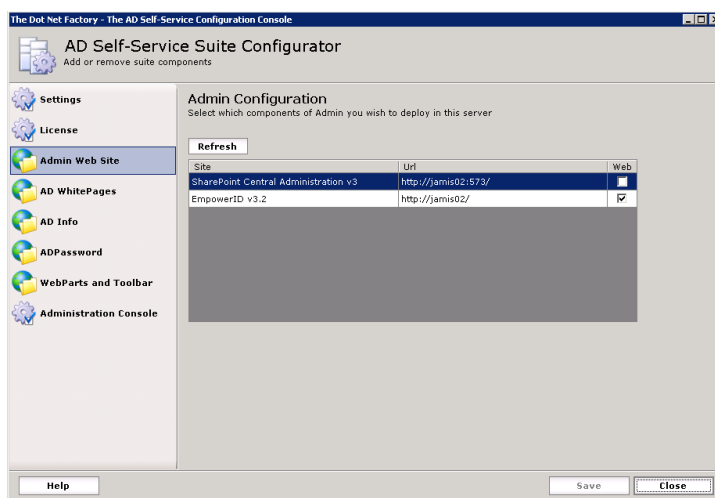 The Dot Net Factory - The AD Self-Service Configuration Console
AD Self-Service Suite Configurator
Add or remove suite components
Settings
License
Admin Web Site
AD WhitePages
AD Info
ADPassword
WebParts and Toolbar
Administration Console
Admin Configuration
Select which components of Admin you wish to deploy in this server
Refresh
Site Url Web
SharePoint Central Administration v3 http://jamis02:573/
EmpowerID v3.2 http://jamis02/
Help Save Close